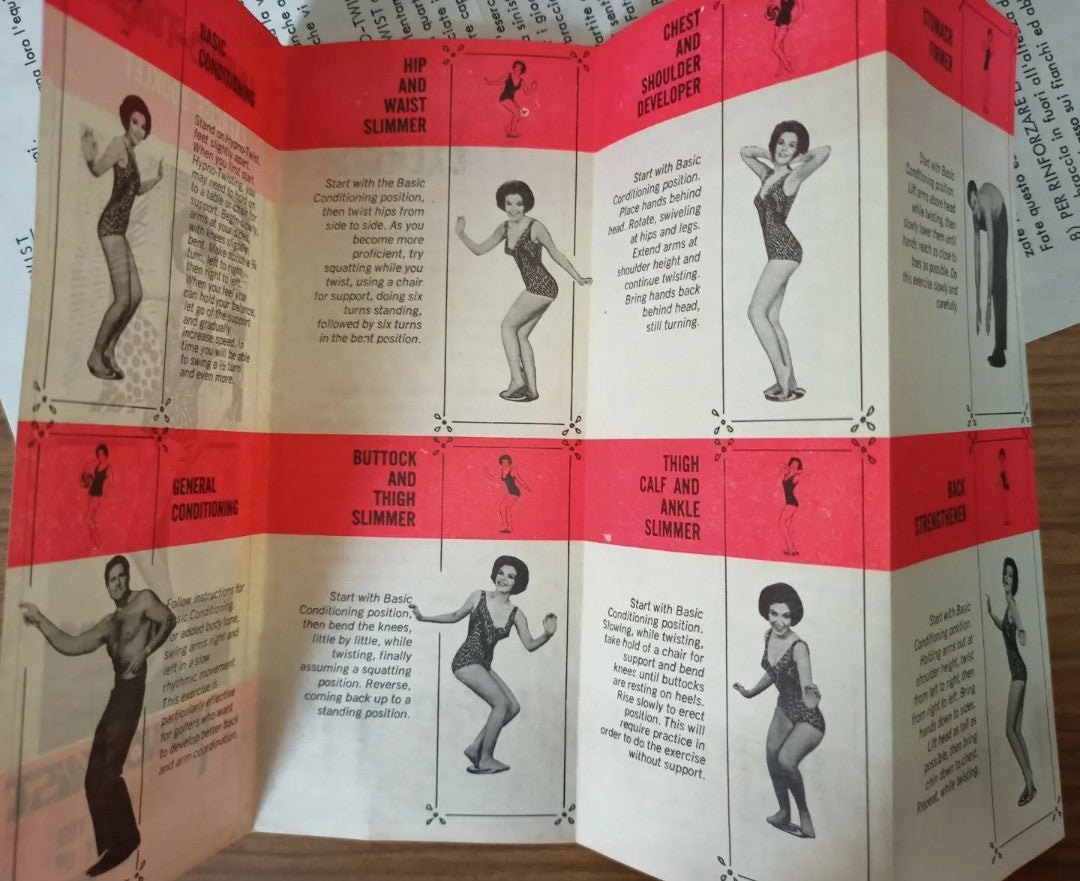 BASIC
CONDITIONING
Stand on Hypno-Twist,
feet slightly apart.
When you first start
Hypno-Twisting, you
may need to hold on
to a table or chair for
support. Begin slowly,
arms at your sides,
with knees slightly
bent. Make about a ¼
turn, left to right,
then right to left.
When you feel you
can hold your balance,
let go of the support
and gradually
increase speed. In
time you will be able
to swing a ½ turn
and even more.
HIP
AND
WAIST
SLIMMER
Start with the Basic
Conditioning position,
then twist hips from
side to side. As you
become more
proficient, try
squatting while you
twist, using a chair
for support, doing six
turns standing,
followed by six turns
in the bent position.
CHEST
AND
SHOULDER
DEVELOPER
Start with Basic
Conditioning position.
Place hands behind
head. Rotate, swiveling
at hips and legs.
Extend arms at
shoulder height and
continue twisting.
Bring hands back
behind head,
still turning.
STOMACH
FIRMER
Start with Basic
Conditioning position.
Lift arms above head
while twisting, then
slowly lower them until
hands reach as close to
toes as possible. Do
this exercise slowly and
carefully.
GENERAL
CONDITIONING
Follow instructions for
Basic Conditioning.
For added body tone,
swing arms right and
left in a slow
rhythmic movement.
This exercise is
particularly effective
for golfers who want
to develop better back
and arm coordination.
BUTTOCK
AND
THIGH
SLIMMER
Start with Basic
Conditioning position,
then bend the knees,
little by little, while
twisting, finally
assuming a squatting
position. Reverse,
coming back up to a
standing position.
THIGH
CALF AND
ANKLE
SLIMMER
Start with Basic
Conditioning position.
Slowing, while twisting,
take hold of a chair for
support and bend
knees until buttocks
are resting on heels.
Rise slowly to erect
position. This will
require practice in
order to do the exercise
without support.
BACK
STRENGTHENER
Start with Basic
Conditioning position.
Holding arms out at
shoulder height, twist
from left to right, then
from right to left. Bring
hands down to sides.
Lift head as tall as
possible, then bring
chin down to chest.
Repeat, while twisting.
Fate questo
8) PER RINFORZARE